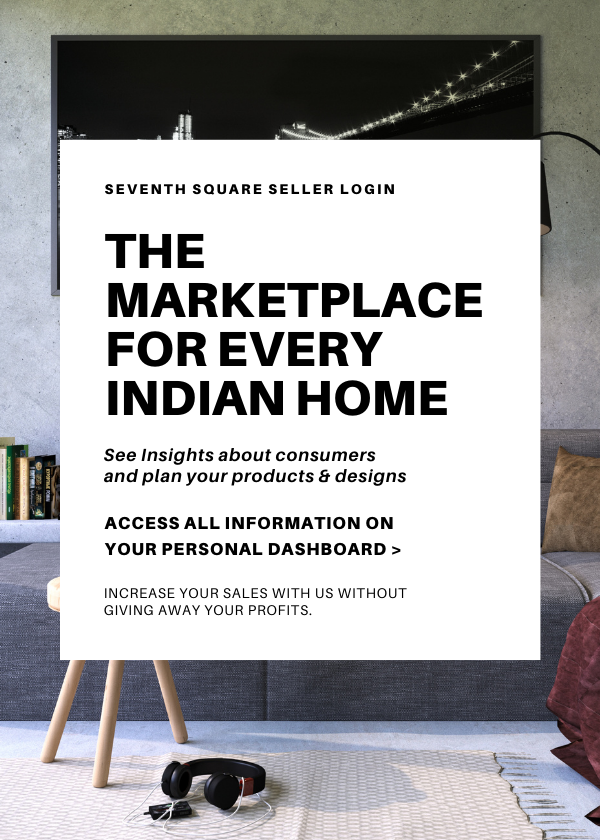 SEVENTH SQUARE SELLER LOGIN
THE
MARKETPLACE
FOR EVERY
INDIAN HOME
See Insights about consumers
and plan your products & designs
ACCESS ALL INFORMATION ON
YOUR PERSONAL DASHBOARD >
INCREASE YOUR SALES WITH US WITHOUT
GIVING AWAY YOUR PROFITS.